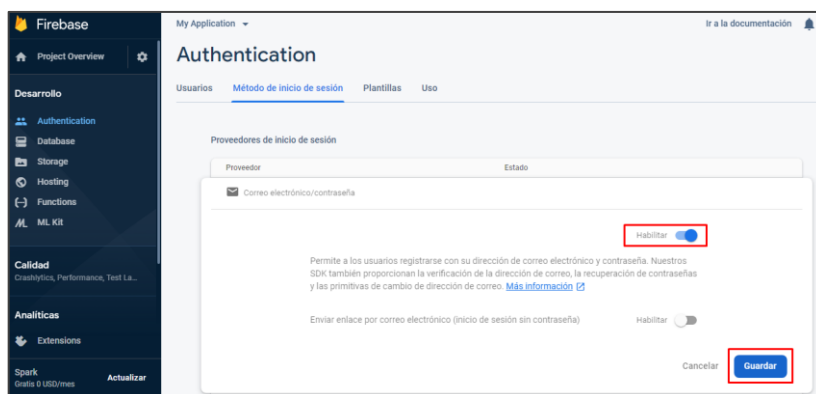 Firebase
Project Overview
Desarrollo
Authentication
Database
Storage
Hosting
Functions
ML Kit
Calidad
Crashlytics, Performance, Test La...
Analíticas
Extensions
Spark
Gratis 0 USD/mes
Actualizar
My Application
Ir a la documentación
Authentication
Usuarios Método de inicio de sesión Plantillas Uso
Proveedores de inicio de sesión
Proveedor Estado
Correo electrónico/contraseña
Habilitar
Permite a los usuarios registrarse con su dirección de correo electrónico y contraseña. Nuestros
SDK también proporcionan la verificación de la dirección de correo, la recuperación de contraseñas
y las primitivas de cambio de dirección de correo. Más información
Enviar enlace por correo electrónico (inicio de sesión sin contraseña) Habilitar
Cancelar Guardar